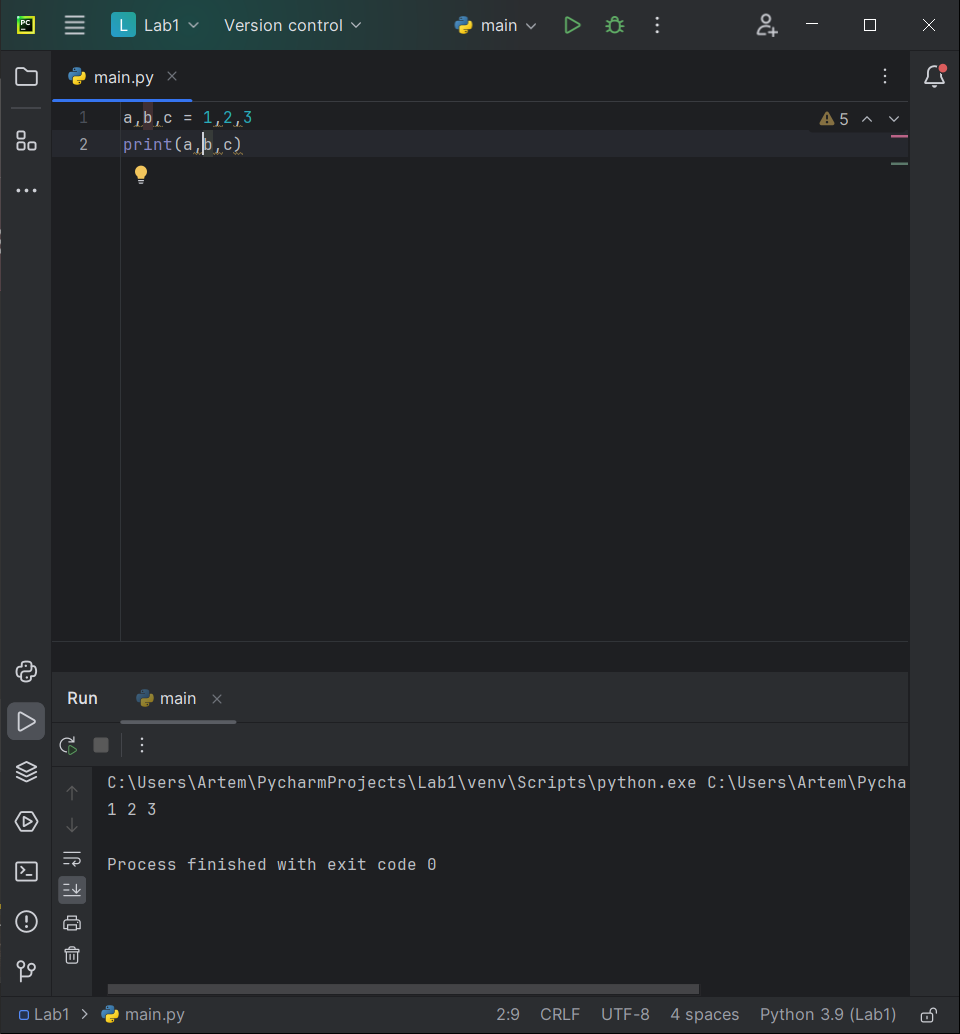 PC
L Lab1 Version control main
main.py
1 a,b,c = 1,2,3
5
2 print(a,b,c)
Run main
C:\Users\Artem\PycharmProjects\Lab1\venv\Scripts\python.exe C:\Users\Artem\Pycha
1 2 3
Process finished with exit code 0
Lab1 main.py 2:9 CRLF UTF-8 4 spaces Python 3.9 (Lab1)